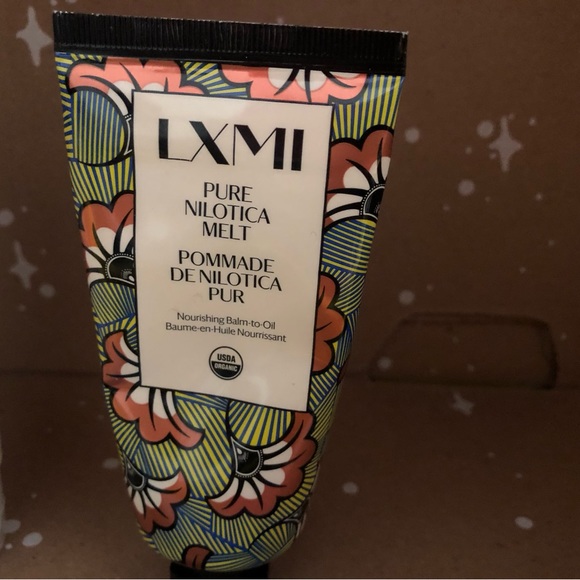 LXMI
PURE
NILOTICA
MELT
POMMADE
DE NILOTICA
PUR
Nourishing Balm-to-Oil
Baume-en-Huile Nourrissant
USDA
ORGANIC